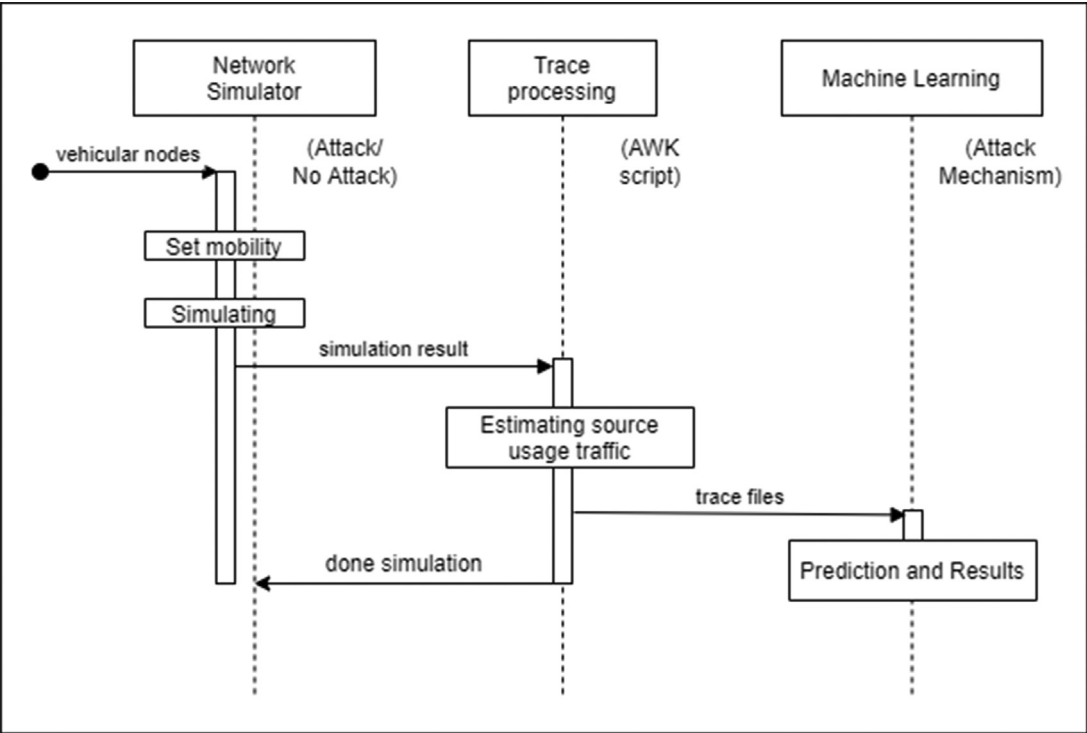 Network
Simulator
Trace
processing
Machine Learning
(Attack/
No Attack)
(AWK
script)
(Attack
Mechanism)
vehicular nodes
Set mobility
Simulating
simulation result
Estimating source
usage traffic
trace files
done simulation
Prediction and Results